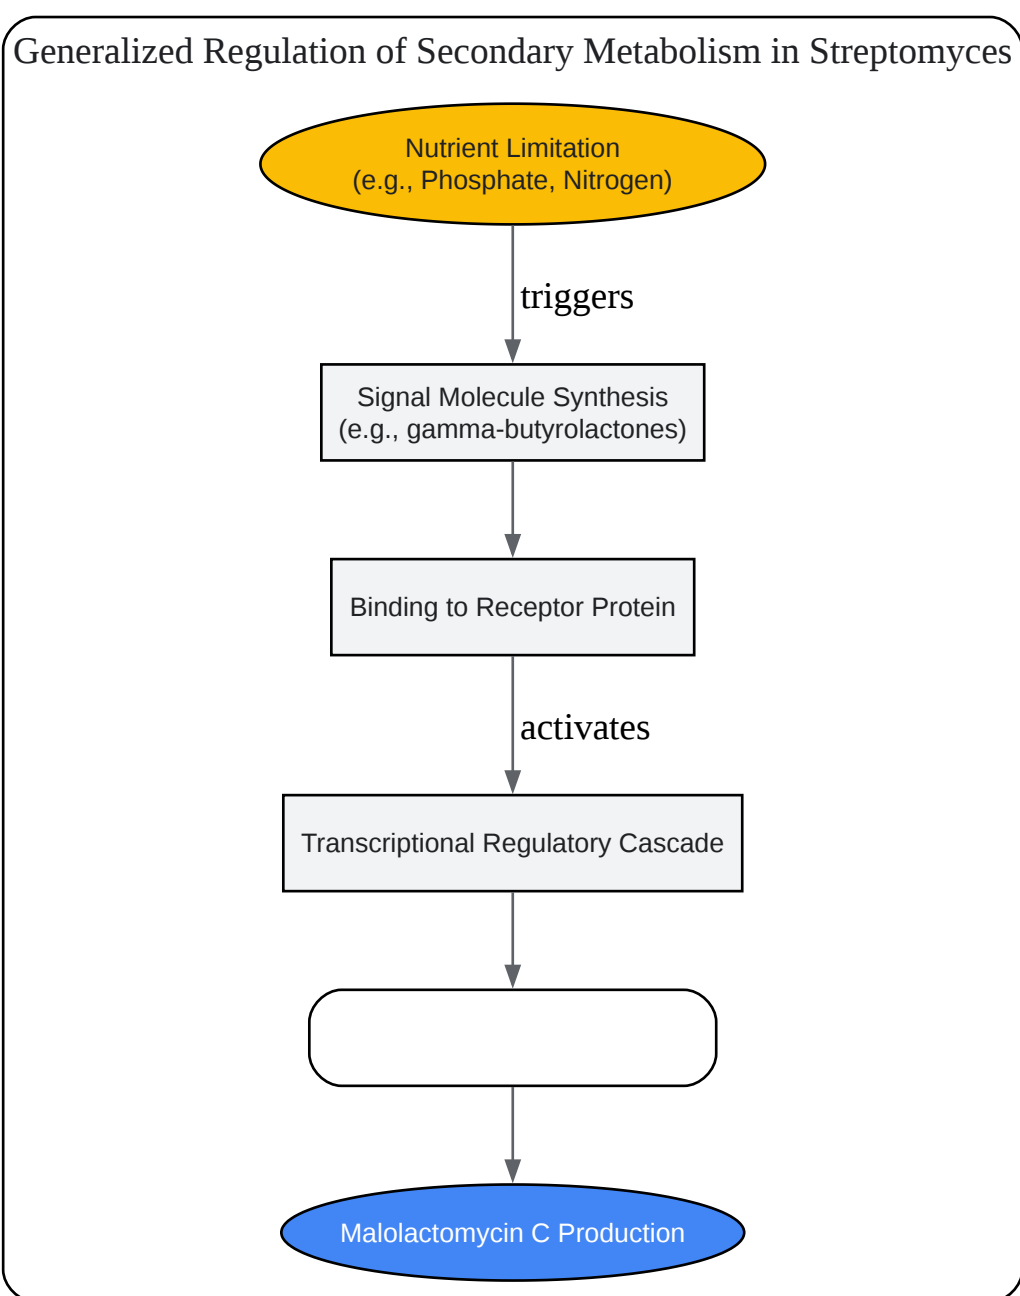 Generalized Regulation of Secondary Metabolism in Streptomyces
Nutrient Limitation
(e.g., Phosphate, Nitrogen)
triggers
Signal Molecule Synthesis
(e.g., gamma-butyrolactones)
Binding to Receptor Protein
activates
Transcriptional Regulatory Cascade
Malolactomycin C Production